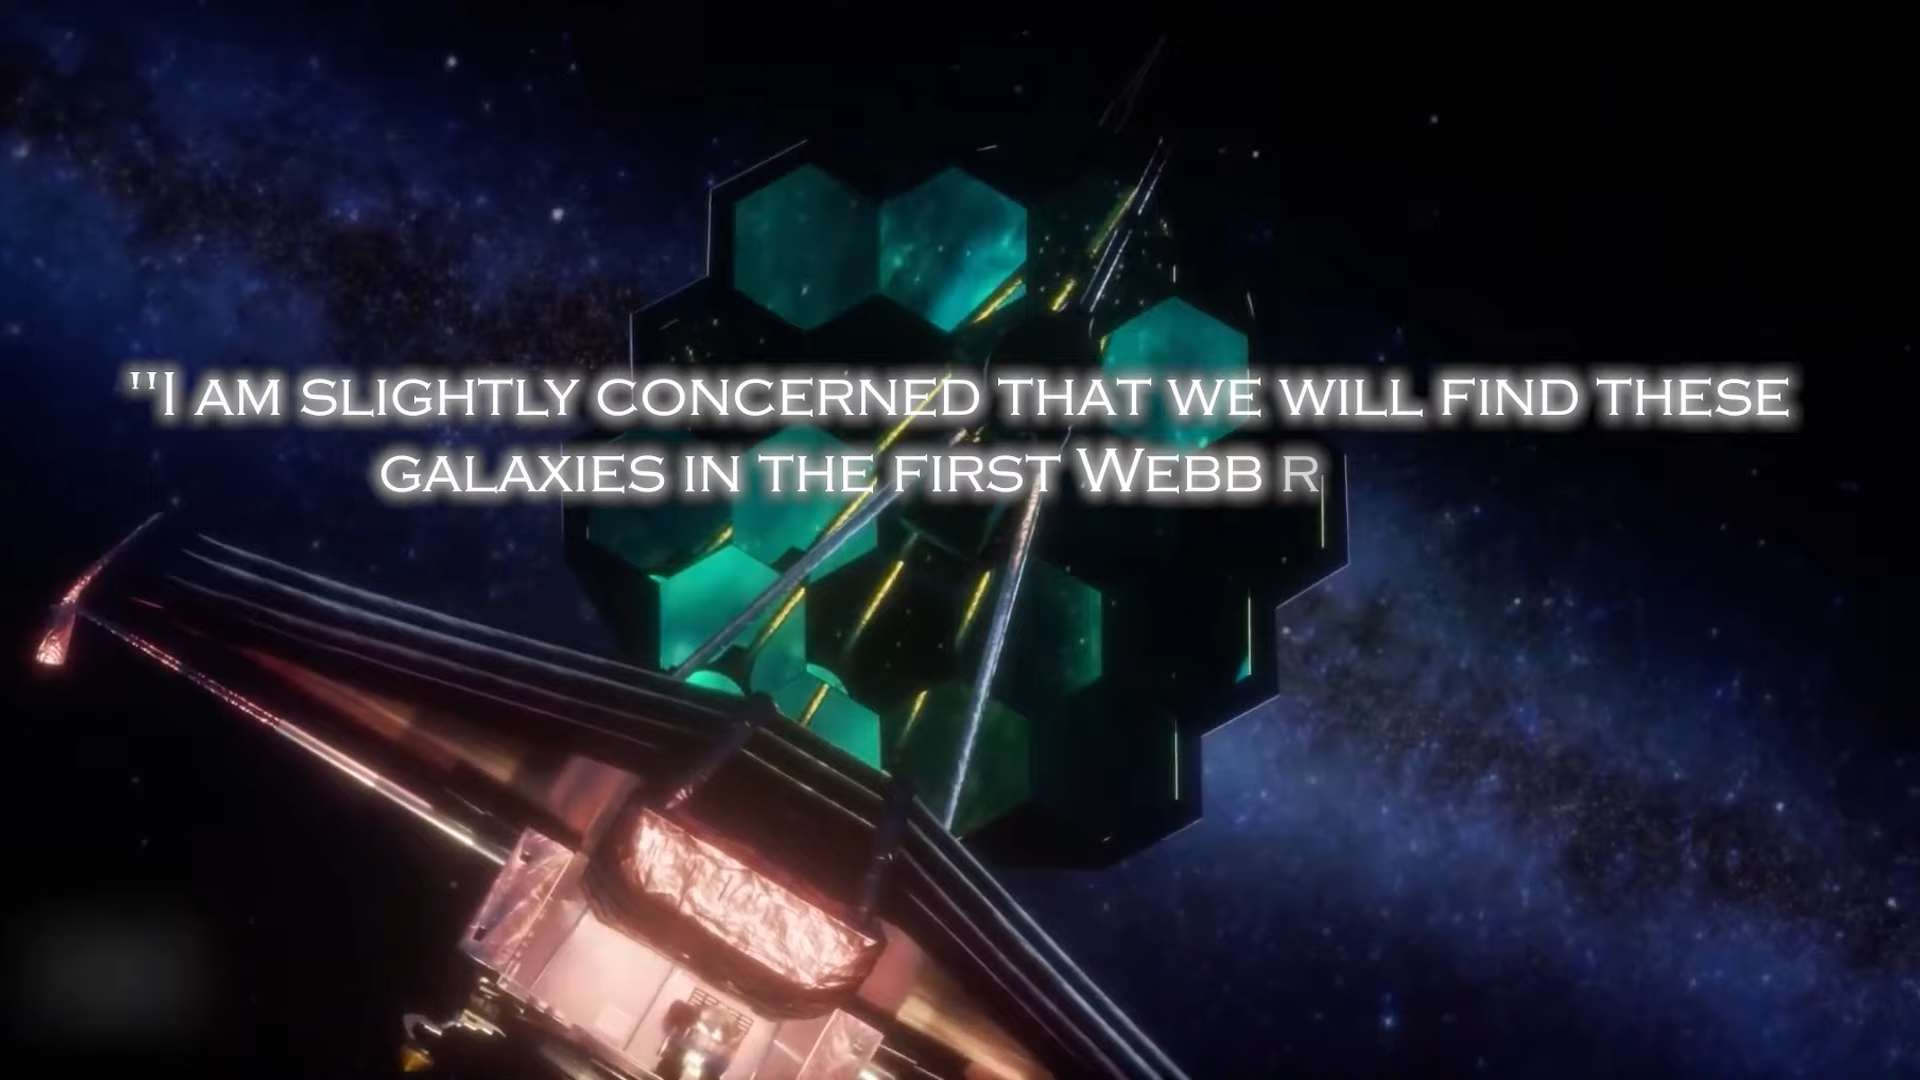 "I AM SLIGHTLY CONCERNED THAT WE WILL FIND THESE
GALAXIES IN THE FIRST WEBB R